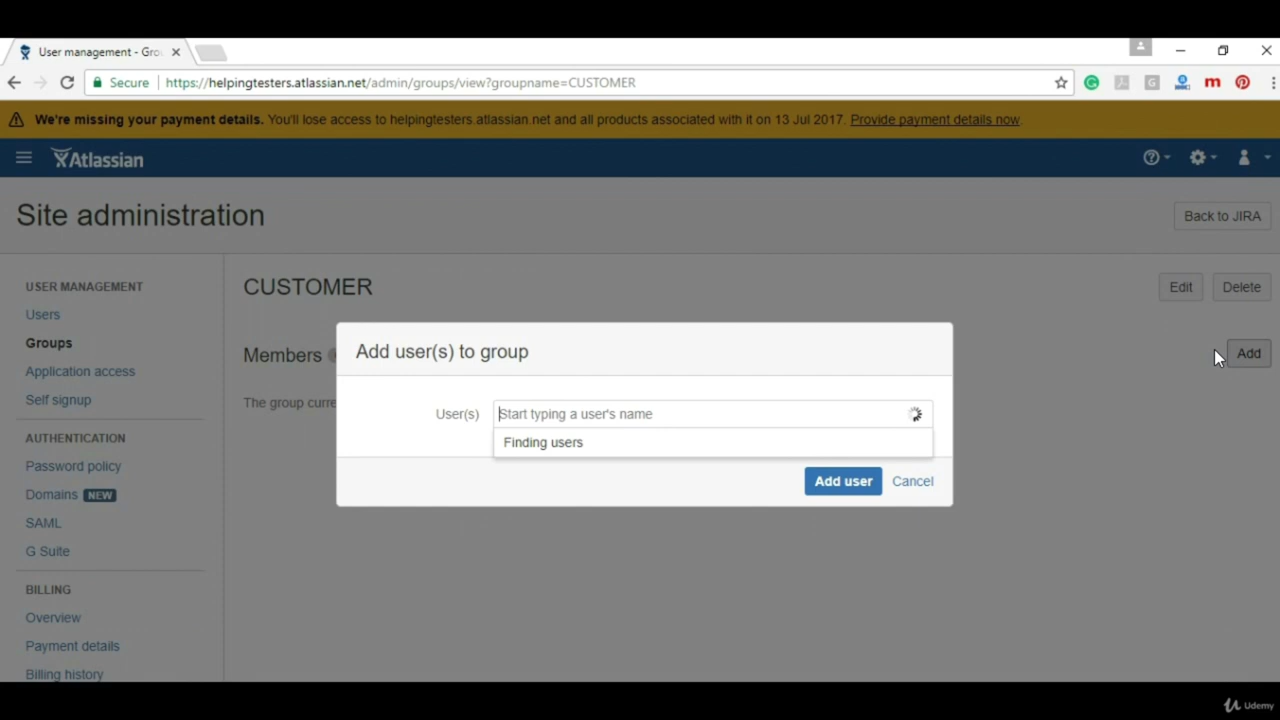 User management - Gro
Secure https://helpingtesters.atlassian.net/admin/groups/view?groupname=CUSTOMER
We're missing your payment details. You'll lose access to helpingtesters.atlassian.net and all products associated with it on 13 Jul 2017. Provide payment details now.
Atlassian
Site administration
Back to JIRA
USER MANAGEMENT
Users
Groups
Application access
Self signup
AUTHENTICATION
Password policy
Domains NEW
SAML
G Suite
BILLING
Overview
Payment details
Billing history
CUSTOMER
Edit Delete
Members
Add
The group curre
Add user(s) to group
User(s) Start typing a user's name
Finding users
Add user Cancel
Udemy